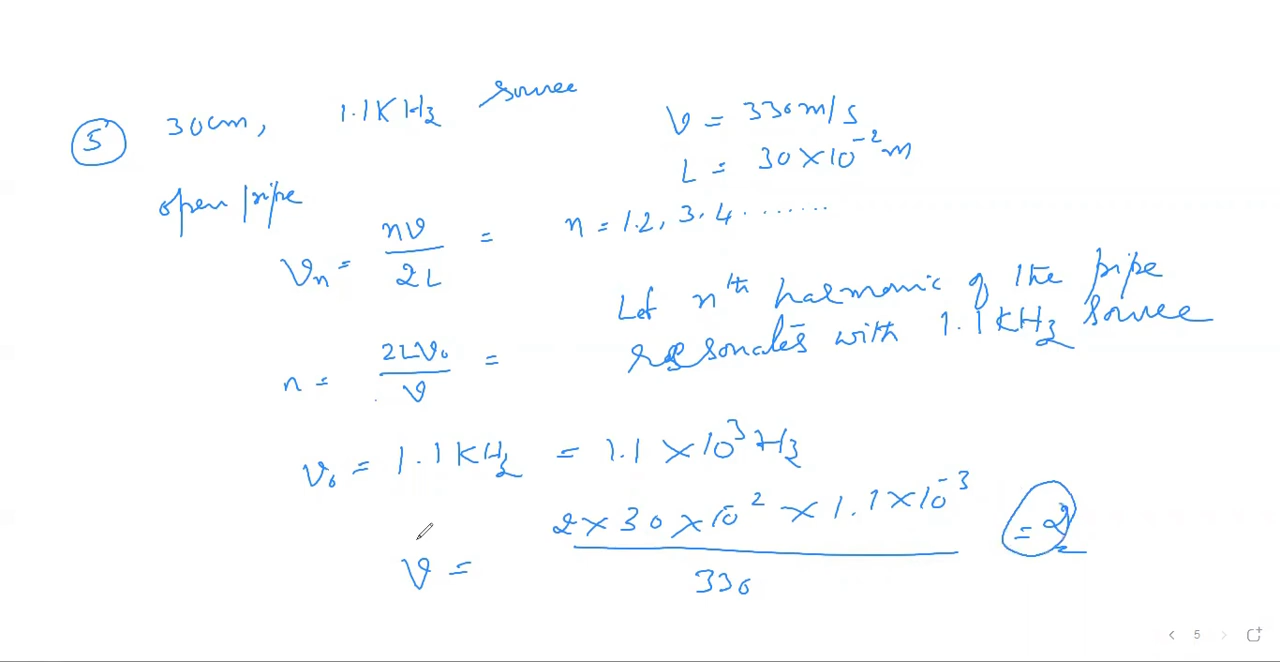 5 30cm, 1.1KHz source
V = 330m/s
L = 30×10⁻²m
open pipe
νn = nv/2L = n = 1.2, 3.4 .......
Let nth harmonic of the pipe
resonates with 1.1KHz source
n = 2Lν₀/v =
ν₀ = 1.1KHz = 1.1×10³Hz
V = 2×30×10²×1.1×10⁻³/330 = 2
5